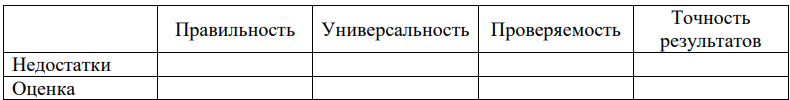 Правильность Универсальность Проверяемость Точность результатов
Недостатки
Оценка